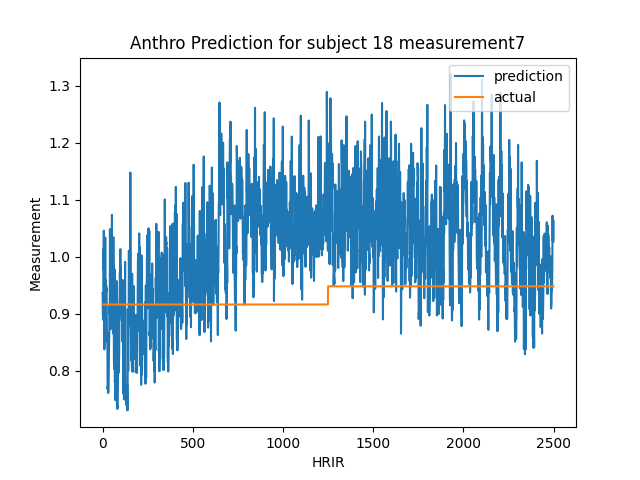 Anthro Prediction for subject 18 measurement7
prediction
actual
1.3
1.2
1.1
1.0
0.9
0.8
Measurement
0
500
1000
1500
2000
2500
HRIR